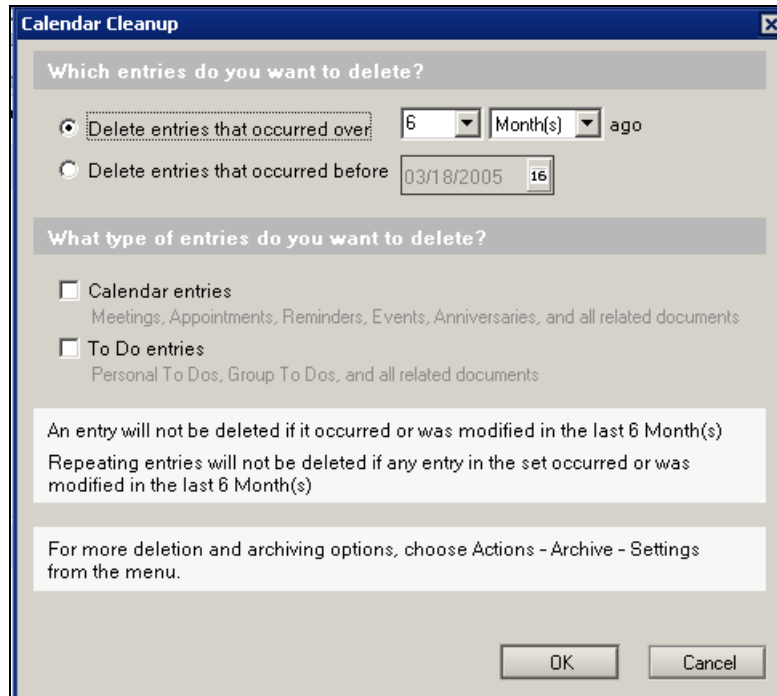 Calendar Cleanup
Which entries do you want to delete?
Delete entries that occurred over 6 Month(s) ago
Delete entries that occurred before 03/18/2005 16
What type of entries do you want to delete?
Calendar entries
Meetings, Appointments, Reminders, Events, Anniversaries, and all related documents
To Do entries
Personal To Dos, Group To Dos, and all related documents
An entry will not be deleted if it occurred or was modified in the last 6 Month(s)
Repeating entries will not be deleted if any entry in the set occurred or was
modified in the last 6 Month(s)
For more deletion and archiving options, choose Actions - Archive - Settings
from the menu.
OK Cancel